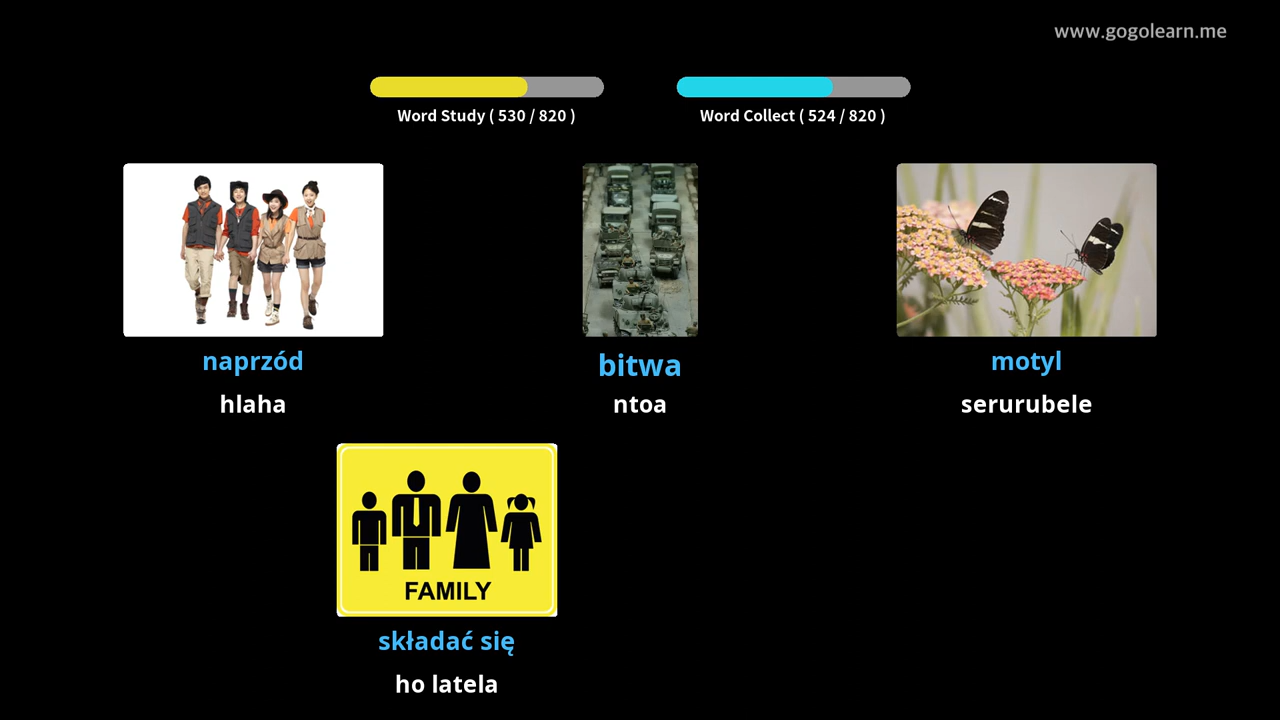 www.gogolearn.me
Word Study ( 530 / 820 )
Word Collect ( 524 / 820 )
naprzód
bitwa
motyl
hlaha
ntoa
serurubele
FAMILY
składać się
ho latela